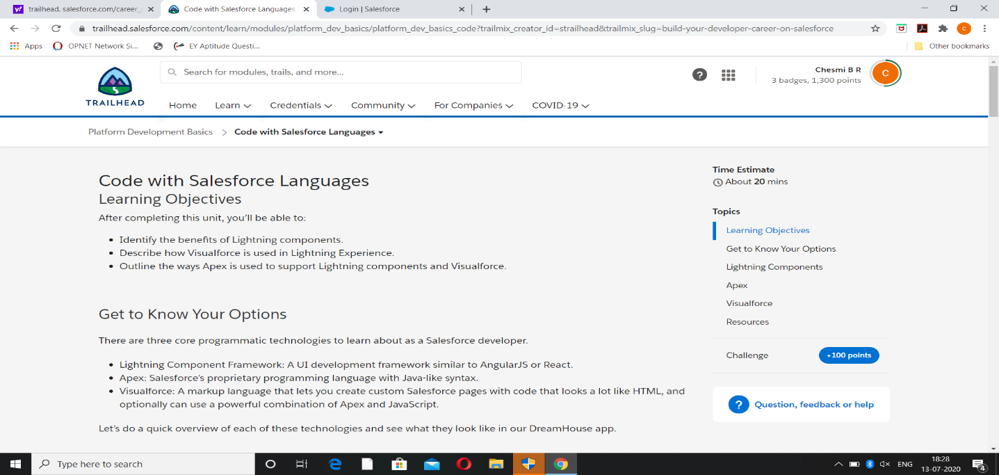 trailhead. salesforce.com/career_
Code with Salesforce Languages
Login | Salesforce
trailhead.salesforce.com/content/learn/modules/platform_dev_basics/platform_dev_basics_code?trailmix_creator_id=strailhead&trailmix_slug=build-your-developer-career-on-salesforce
C
Apps
OPNET Network Si...
EY Aptitude Questi...
Other bookmarks
TRAILHEAD
Search for modules, trails, and more...
?
Chesmi B R
3 badges, 1,300 points
C
Home Learn Credentials Community For Companies COVID-19
Platform Development Basics > Code with Salesforce Languages
Code with Salesforce Languages
Learning Objectives
After completing this unit, you'll be able to:
• Identify the benefits of Lightning components.
• Describe how Visualforce is used in Lightning Experience.
• Outline the ways Apex is used to support Lightning components and Visualforce.
Get to Know Your Options
There are three core programmatic technologies to learn about as a Salesforce developer.
• Lightning Component Framework: A UI development framework similar to AngularJS or React.
• Apex: Salesforce's proprietary programming language with Java-like syntax.
• Visualforce: A markup language that lets you create custom Salesforce pages with code that looks a lot like HTML, and
optionally can use a powerful combination of Apex and JavaScript.
Let's do a quick overview of each of these technologies and see what they look like in our DreamHouse app.
Time Estimate
About 20 mins
Topics
Learning Objectives
Get to Know Your Options
Lightning Components
Apex
Visualforce
Resources
Challenge
+100 points
? Question, feedback or help
Type here to search
ENG
18:28
13-07-2020
4